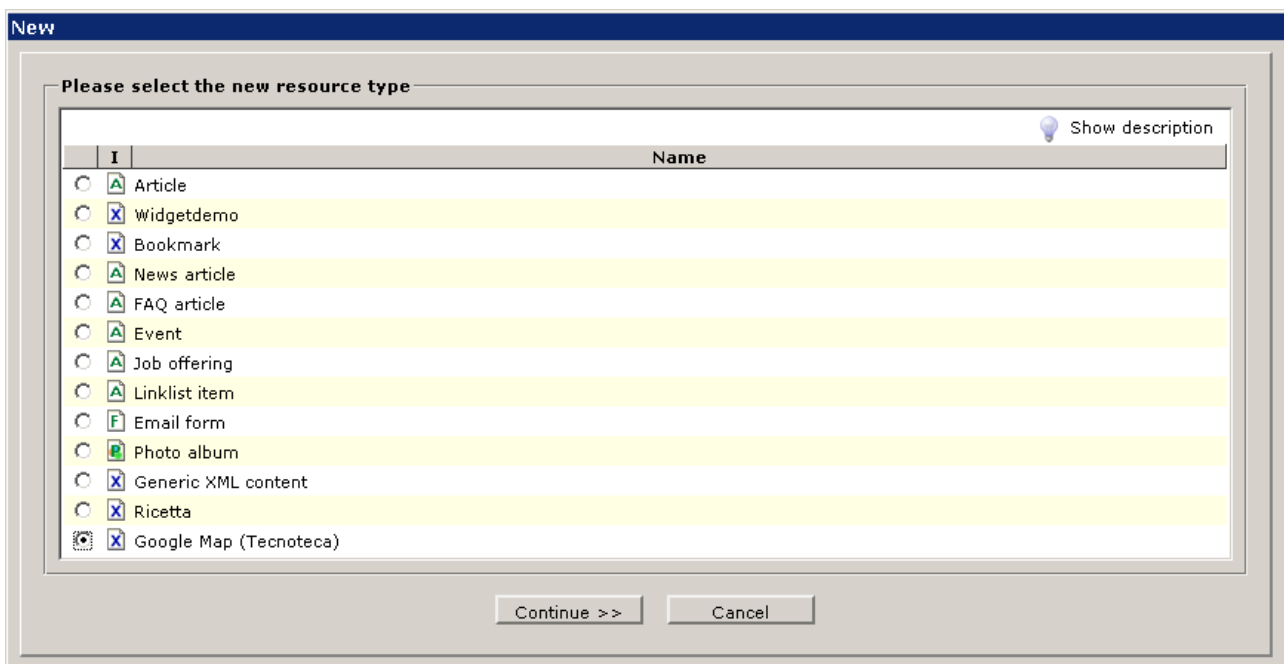 New
Please select the new resource type
Show description
I Name
A Article
X Widgetdemo
X Bookmark
A News article
A FAQ article
A Event
A Job offering
A Linklist item
F Email form
P Photo album
X Generic XML content
X Ricetta
X Google Map (Tecnoteca)
Continue >> Cancel